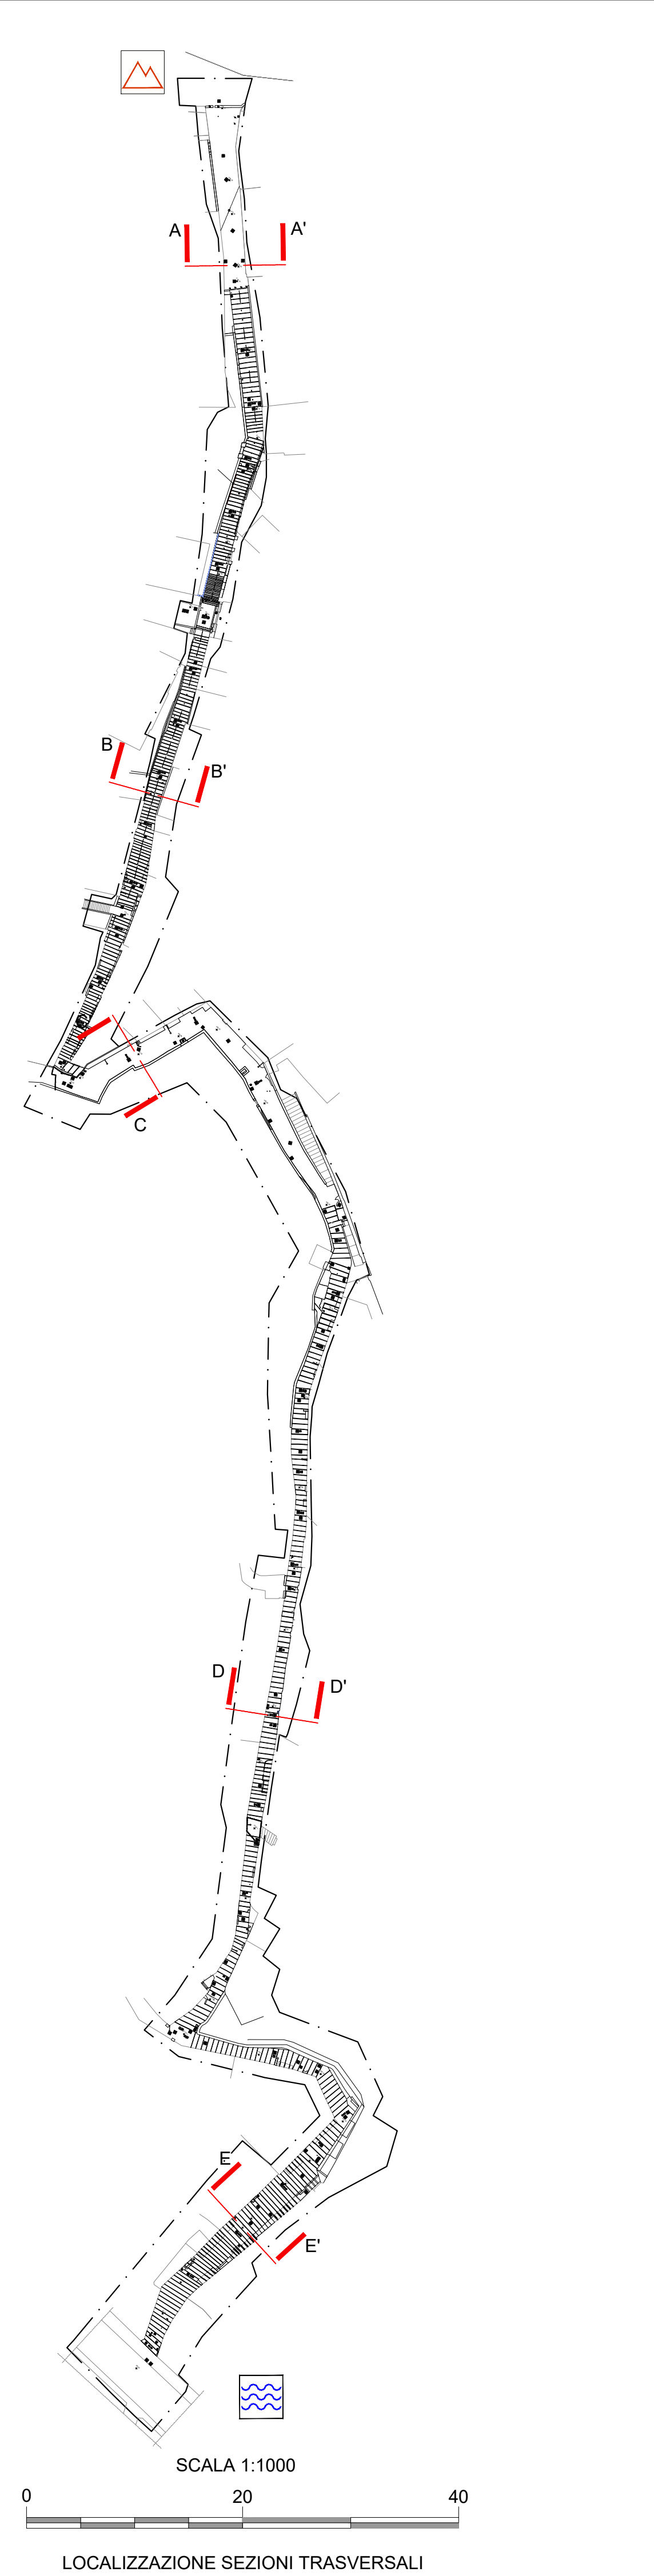 A A'
B B'
C
D D'
E E'
SCALA 1:1000
0 20 40
LOCALIZZAZIONE SEZIONI TRASVERSALI